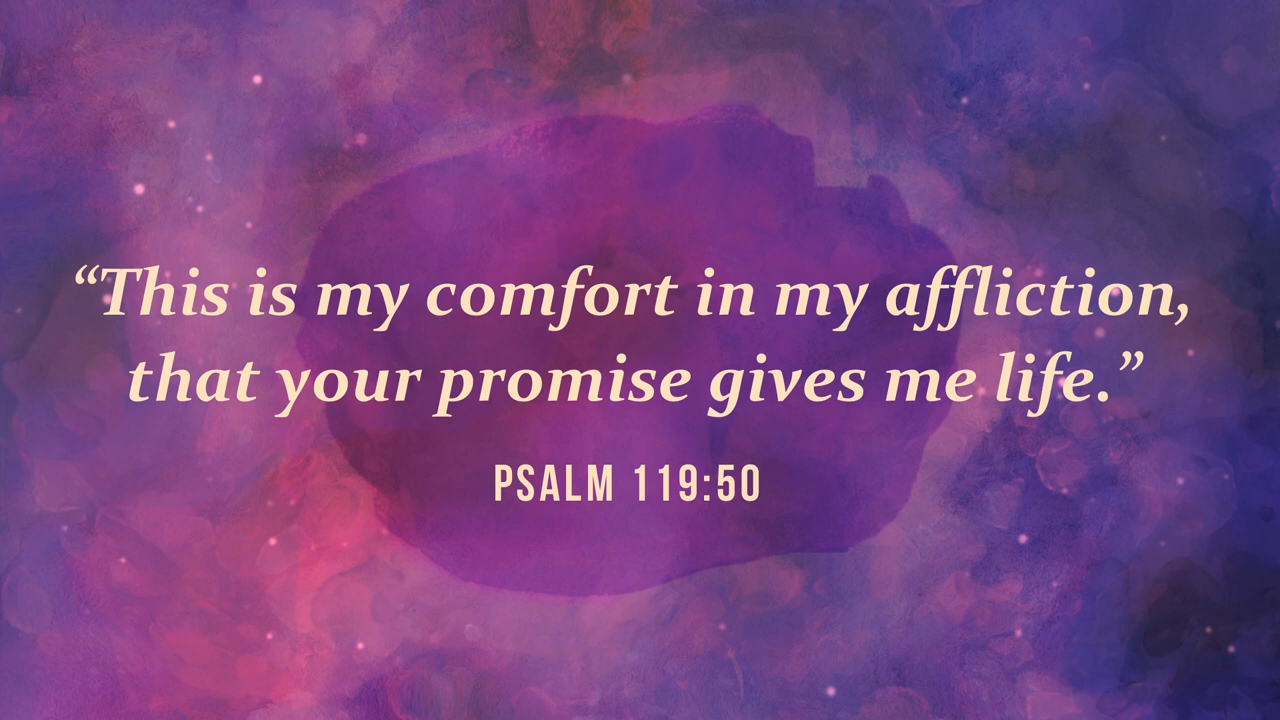 “This is my comfort in my affliction,
that your promise gives me life.”
PSALM 119:50